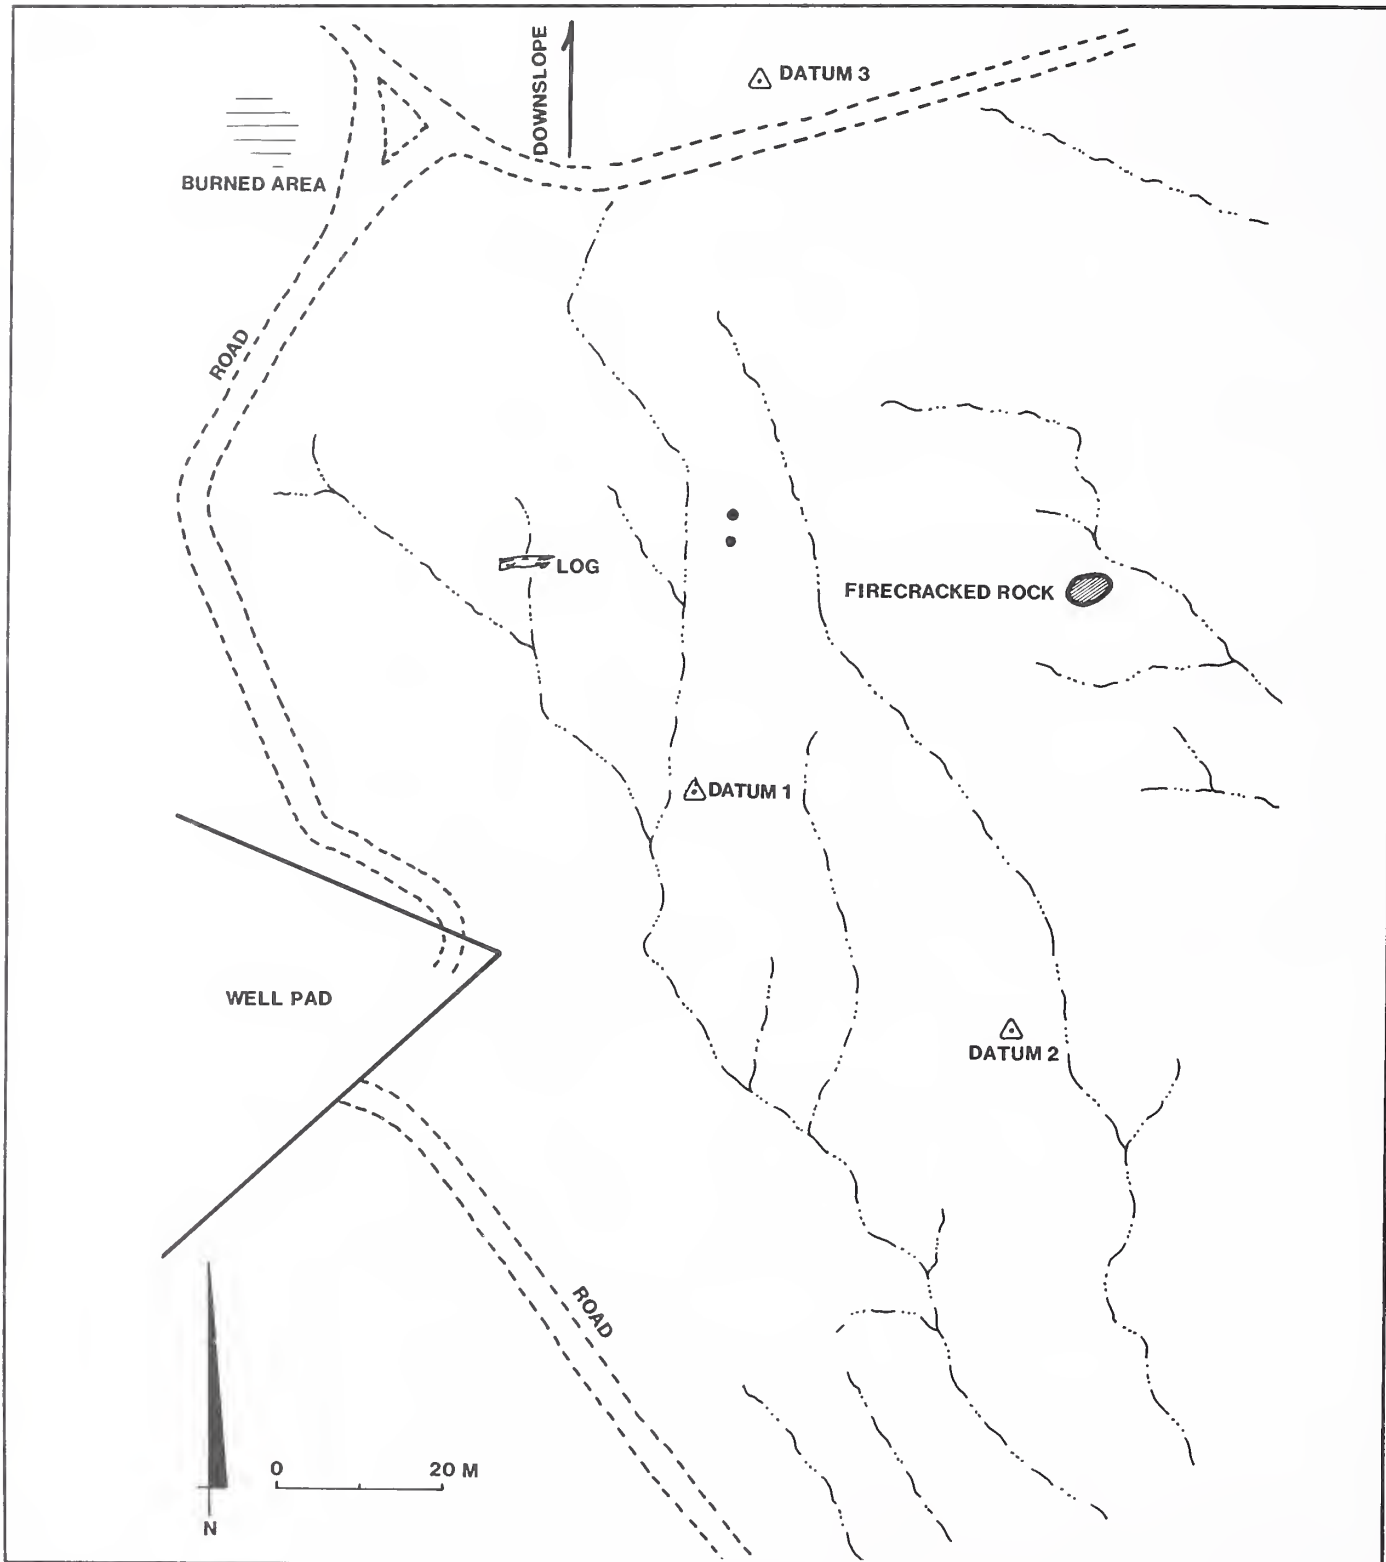 DOWNSLOPE
DATUM 3
BURNED AREA
ROAD
LOG
FIRECRACKED ROCK
DATUM 1
WELL PAD
DATUM 2
ROAD
0 20 M
N